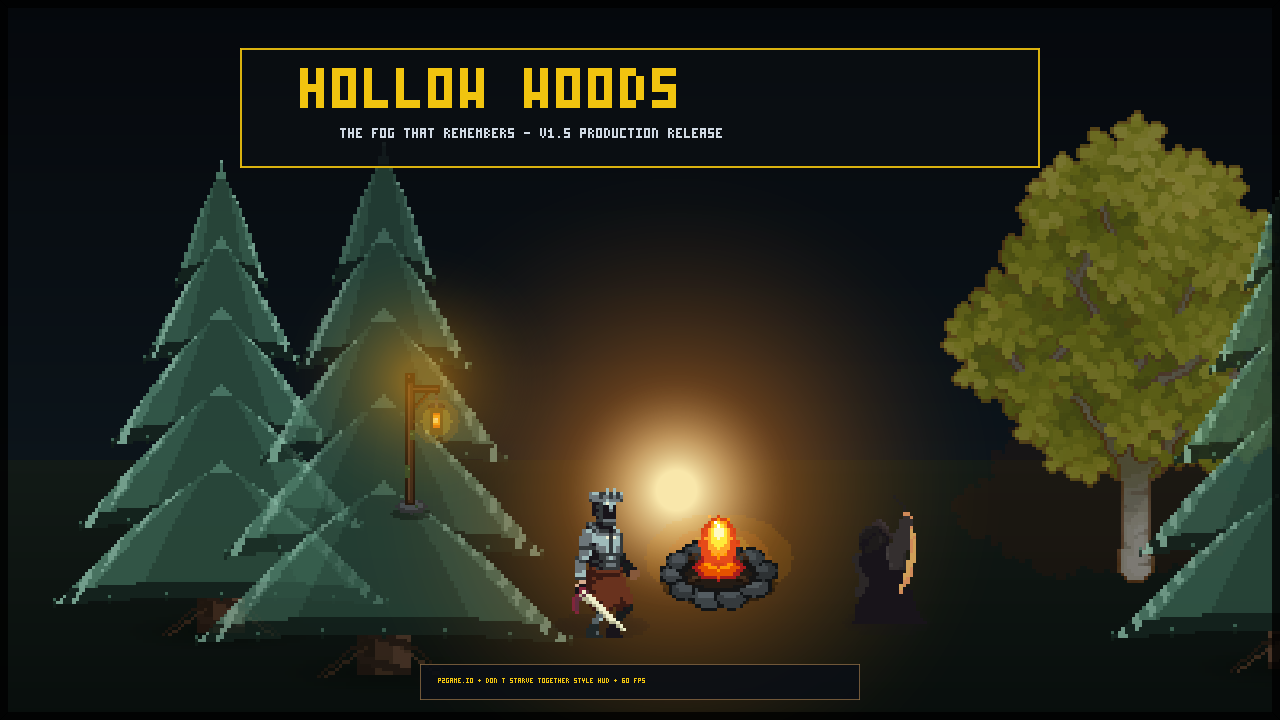 HOLLOW WOODS
THE FOG THAT REMEMBERS - V1.5 PRODUCTION RELEASE
P2GAME.IO + DON T STARVE TOGETHER STYLE HUD + 60 FPS